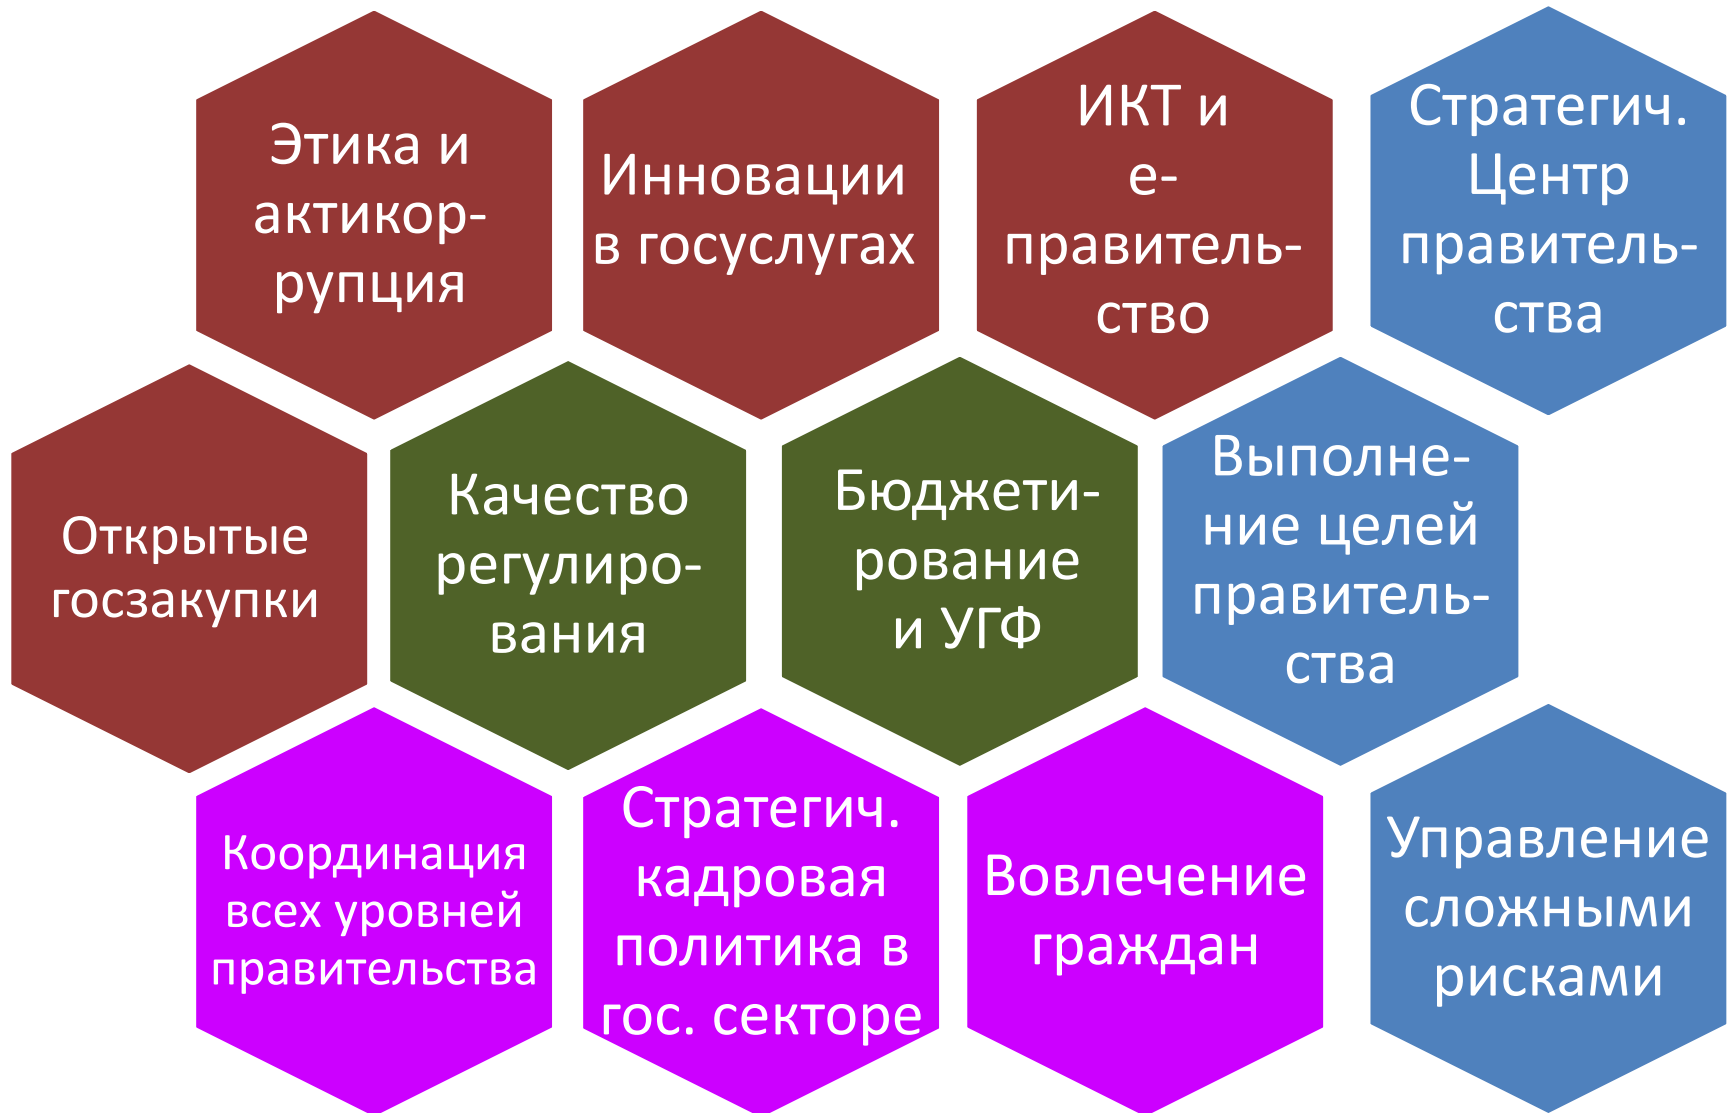 Этика и
актикор-
рупция
Инновации
в госуслугах
ИКТ и
е-
правитель-
ство
Стратегич.
Центр
правитель-
ства
Открытые
госзакупки
Качество
регулиро-
вания
Бюджети-
рование
и УГФ
Выполне-
ние целей
правитель-
ства
Координация
всех уровней
правительства
Стратегич.
кадровая
политика в
гос. секторе
Вовлечение
граждан
Управление
сложными
рисками